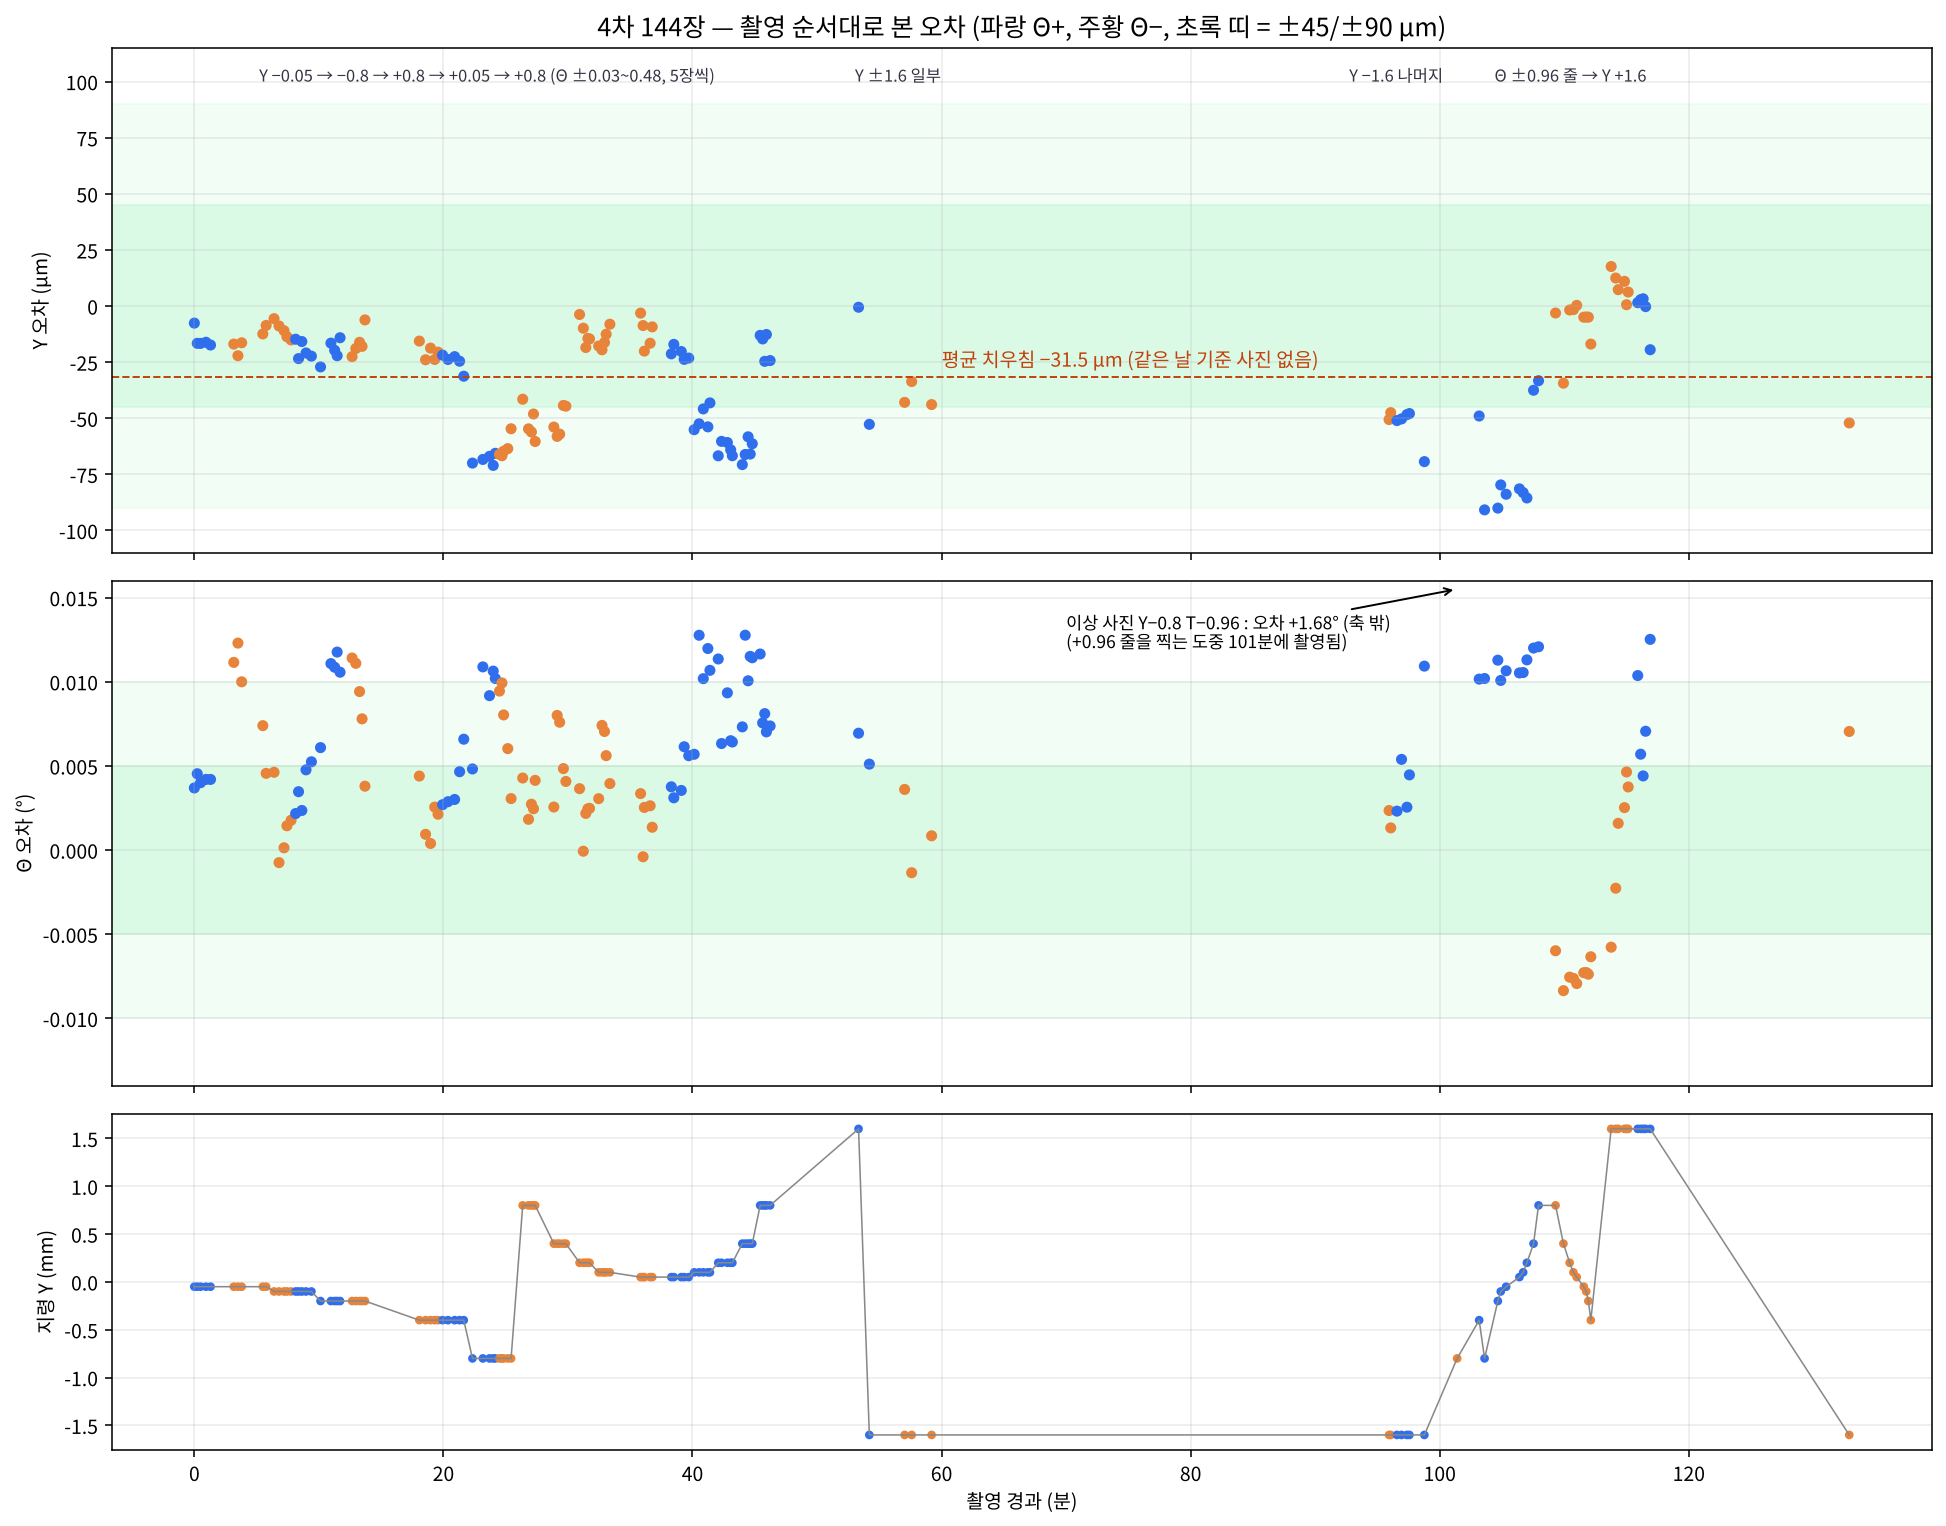 4차 144장 — 촬영 순서대로 본 오차 (파랑 Θ+, 주황 Θ−, 초록 띠 = ±45/±90 μm)
Y −0.05 → −0.8 → +0.8 → +0.05 → +0.8 (Θ ±0.03~0.48, 5장씩)
Y ±1.6 일부
Y −1.6 나머지
Θ ±0.96 줄 → Y +1.6
100
75
50
25
0
-25
-50
-75
-100
Y 오차 (μm)
평균 치우침 −31.5 μm (같은 날 기준 사진 없음)
0.015
0.010
0.005
0.000
-0.005
-0.010
Θ 오차 (°)
이상 사진 Y−0.8 T−0.96 : 오차 +1.68° (축 밖)
(+0.96 줄을 찍는 도중 101분에 촬영됨)
1.5
1.0
0.5
0.0
-0.5
-1.0
-1.5
지령 Y (mm)
0
20
40
60
80
100
120
촬영 경과 (분)